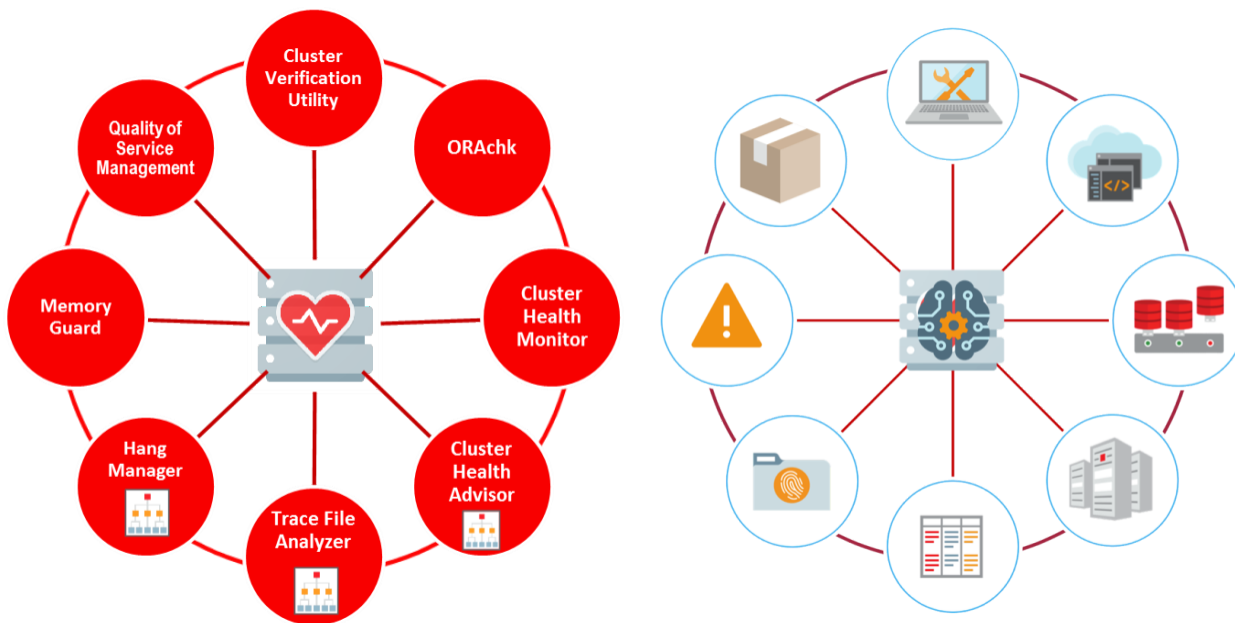 Cluster
Verification
Utility
ORAchk
Cluster
Health
Monitor
Cluster
Health
Advisor
Trace File
Analyzer
Hang
Manager
Memory
Guard
Quality of
Service
Management
</>